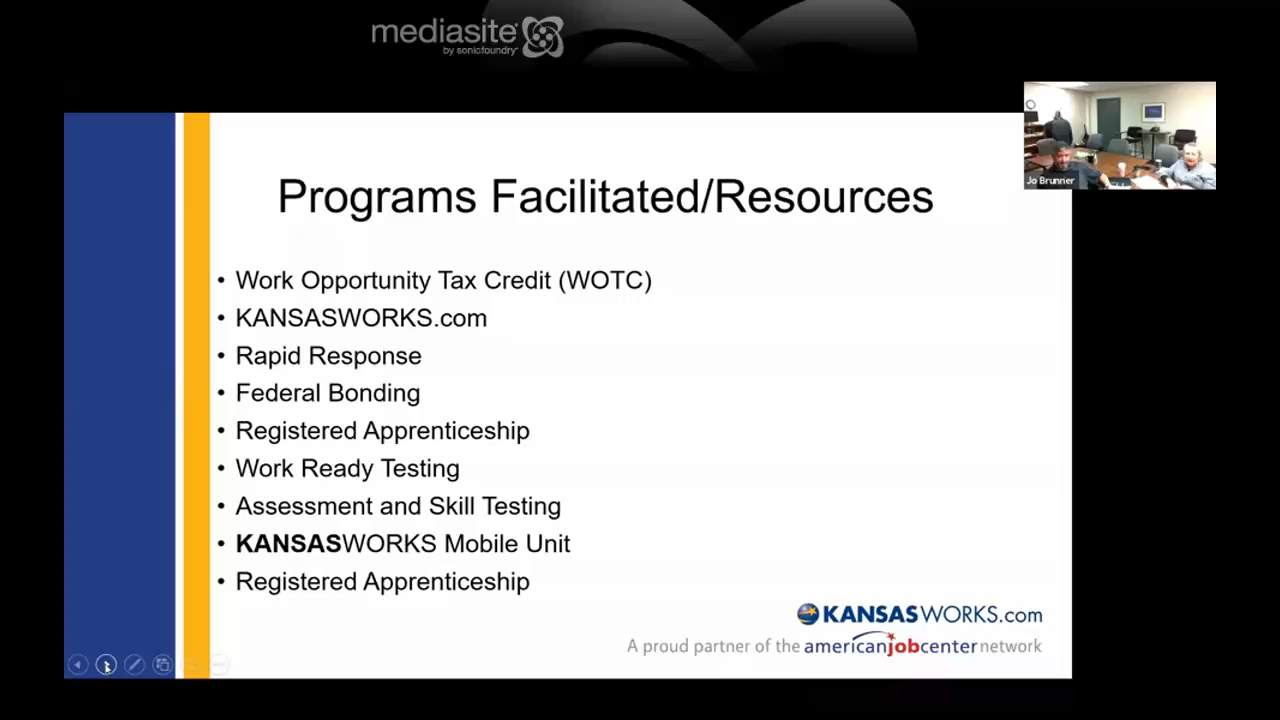 mediasite
by sonicfoundry
Jo Brunner
Programs Facilitated/Resources
• Work Opportunity Tax Credit (WOTC)
• KANSASWORKS.com
• Rapid Response
• Federal Bonding
• Registered Apprenticeship
• Work Ready Testing
• Assessment and Skill Testing
• KANSASWORKS Mobile Unit
• Registered Apprenticeship
KANSASWORKS.com
A proud partner of the americanjobcenter network